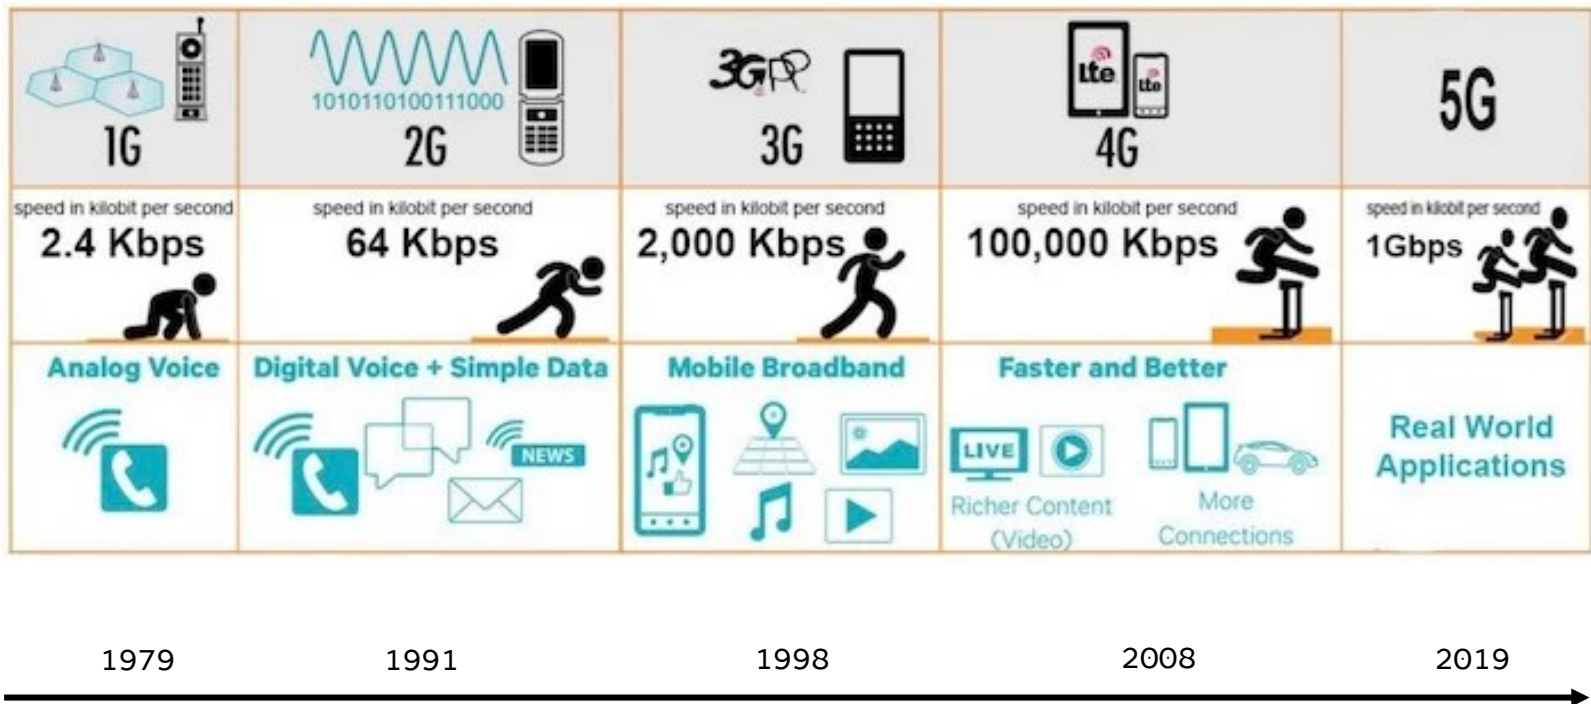 1G
1010110100111000
2G
3GPP
3G
Lte
Lte
4G
5G
speed in kilobit per second
2.4 Kbps
speed in kilobit per second
64 Kbps
speed in kilobit per second
2,000 Kbps
speed in kilobit per second
100,000 Kbps
speed in kilobit per second
1Gbps
Analog Voice
Digital Voice + Simple Data
NEWS
Mobile Broadband
Faster and Better
LIVE
Richer Content
(Video)
More
Connections
Real World
Applications
1979
1991
1998
2008
2019